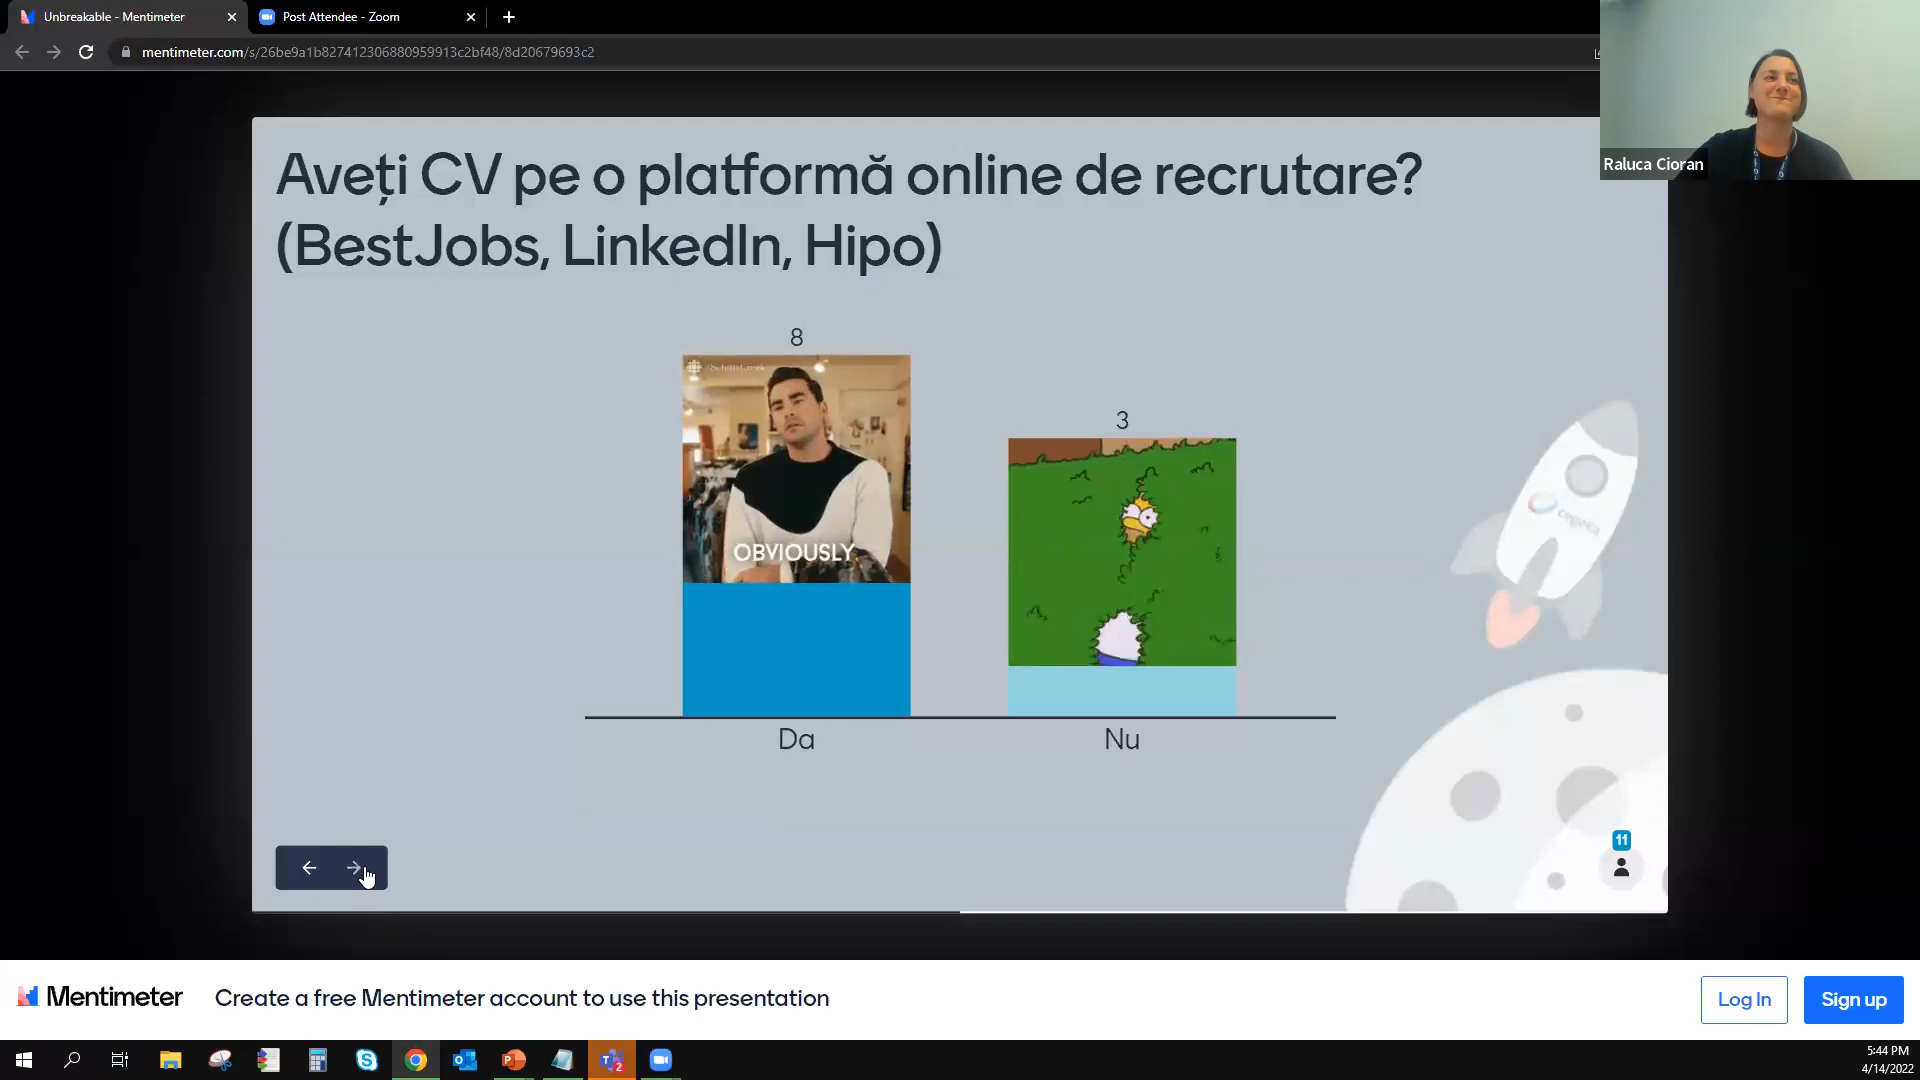 Unbreakable - Mentimeter
Post Attendee - Zoom
mentimeter.com/s/26be9a1b827412306880959913c2bf48/8d20679693c2
Raluca Cioran
Aveți CV pe o platformă online de recrutare?
(BestJobs, LinkedIn, Hipo)
8
3
OBVIOUSLY.
Da
Nu
11
Mentimeter
Create a free Mentimeter account to use this presentation
Log In
Sign up
5:44 PM
4/14/2022